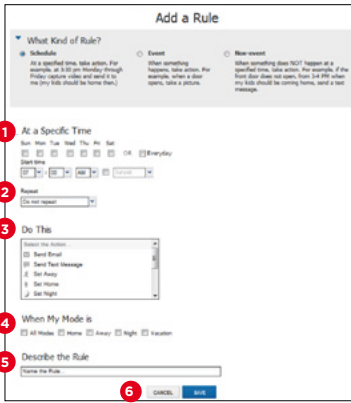 Add a Rule
What Kind of Rule?
Schedule
At a specified time, take action. For
example, at 3:30 pm Monday through
Friday capture video and send it to
me (my kids should be home then.)
Event
When something
happens, take action. For
example, when a door
opens, take a picture.
Non-event
When something does NOT happen at a
specified time, take action. For example, if the
front door does not open, from 3-4 PM when
my kids should be coming home, send a text
message.
1 At a Specific Time
Sun Mon Tue Wed Thu Fri Sat
OR Everyday
Start time
07 : 00 AM Sunset
2 Repeat
Do not repeat
3 Do This
Select the Action...
Send Email
Send Text Message
Set Away
Set Home
Set Night
4 When My Mode is
All Modes Home Away Night Vacation
5 Describe the Rule
Name the Rule...
6 CANCEL SAVE